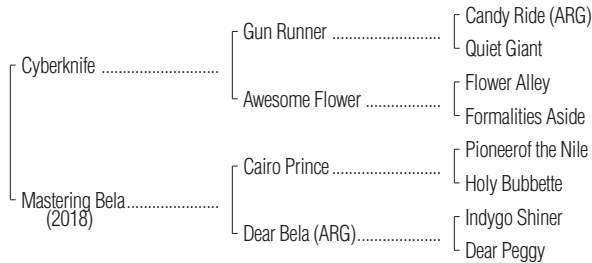 Cyberknife
Gun Runner
Candy Ride (ARG)
Quiet Giant
Awesome Flower
Flower Alley
Formalities Aside
Mastering Bela
(2018)
Cairo Prince
Pioneerof the Nile
Holy Bubbette
Dear Bela (ARG)
Indygo Shiner
Dear Peggy